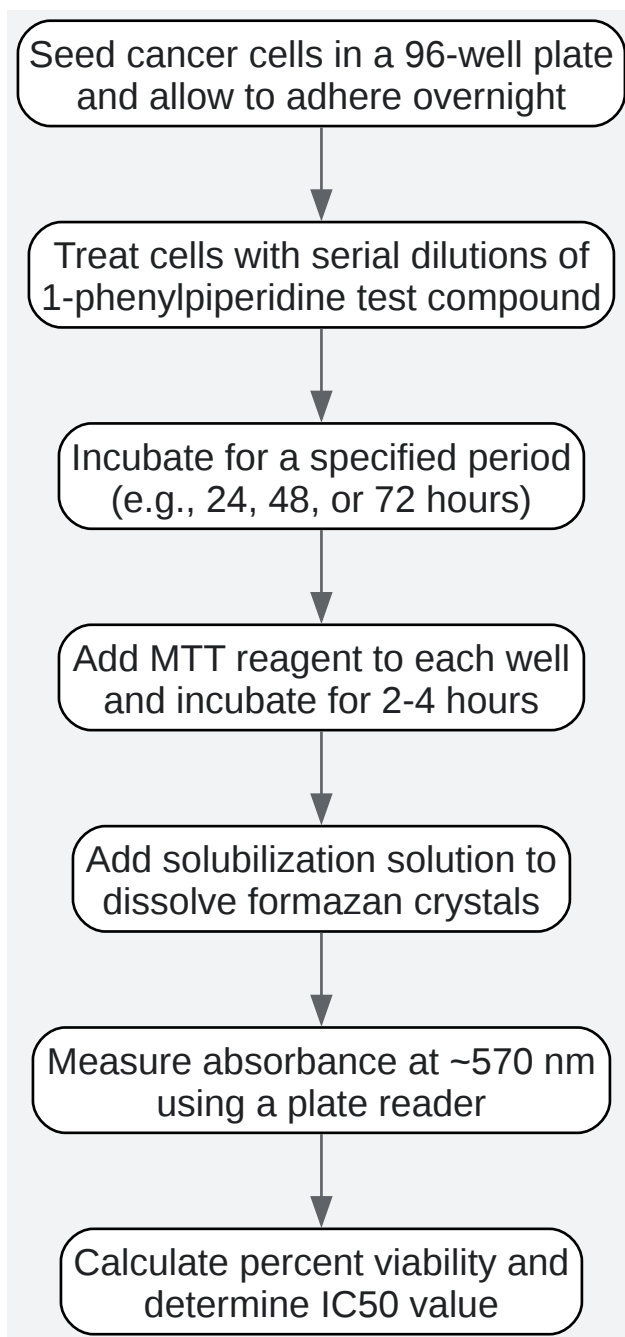 Seed cancer cells in a 96-well plate
and allow to adhere overnight
Treat cells with serial dilutions of
1-phenylpiperidine test compound
Incubate for a specified period
(e.g., 24, 48, or 72 hours)
Add MTT reagent to each well
and incubate for 2-4 hours
Add solubilization solution to
dissolve formazan crystals
Measure absorbance at ~570 nm
using a plate reader
Calculate percent viability and
determine IC50 value